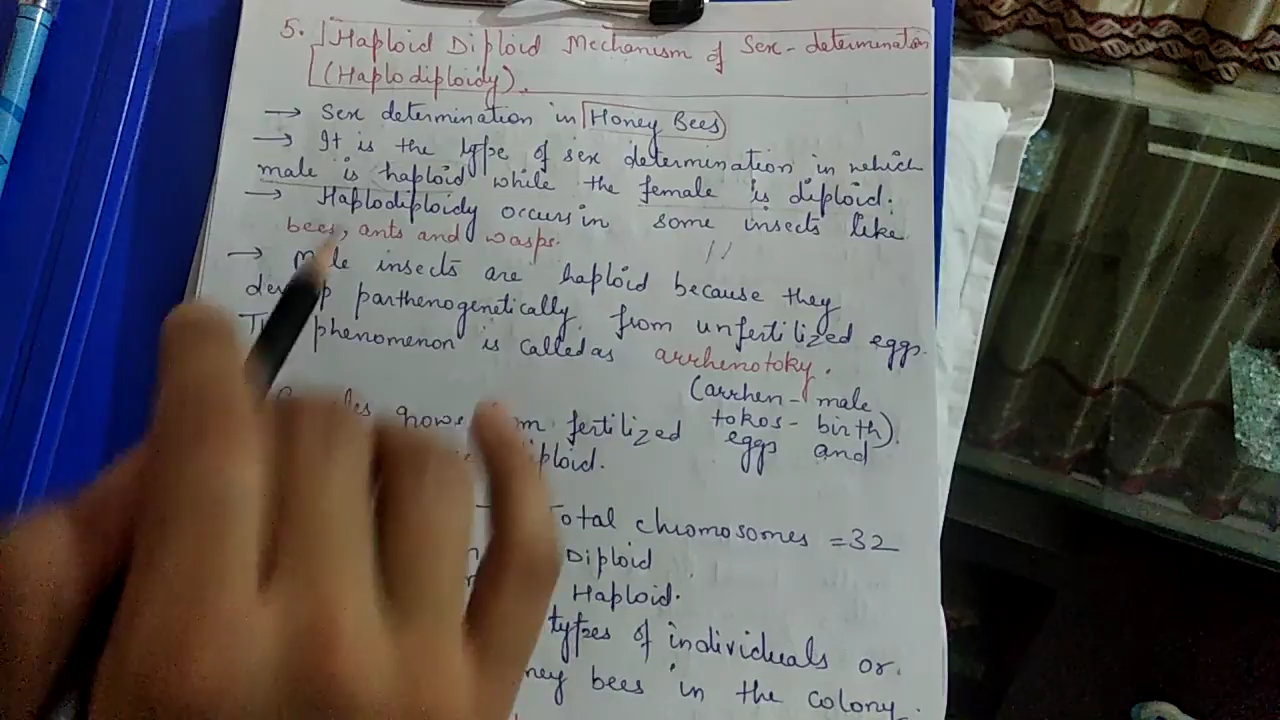 5. Haploid Diploid Mechanism of Sex-determination
(Haplodiploidy).
→ Sex determination in Honey Bees
→ It is the type of sex determination in which
male is haploid while the female is diploid.
→ Haplodiploidy occurs in some insects like
bees, ants and wasps.
→ Male insects are haploid because they
develop parthenogenetically from unfertilized eggs.
phenomenon is called as arrhenotoky.
(arrhen - male
tokos - birth).
fertilized eggs and
diploid.
Total chromosomes = 32
Diploid
Haploid.
types of individuals or
bees in the colony.